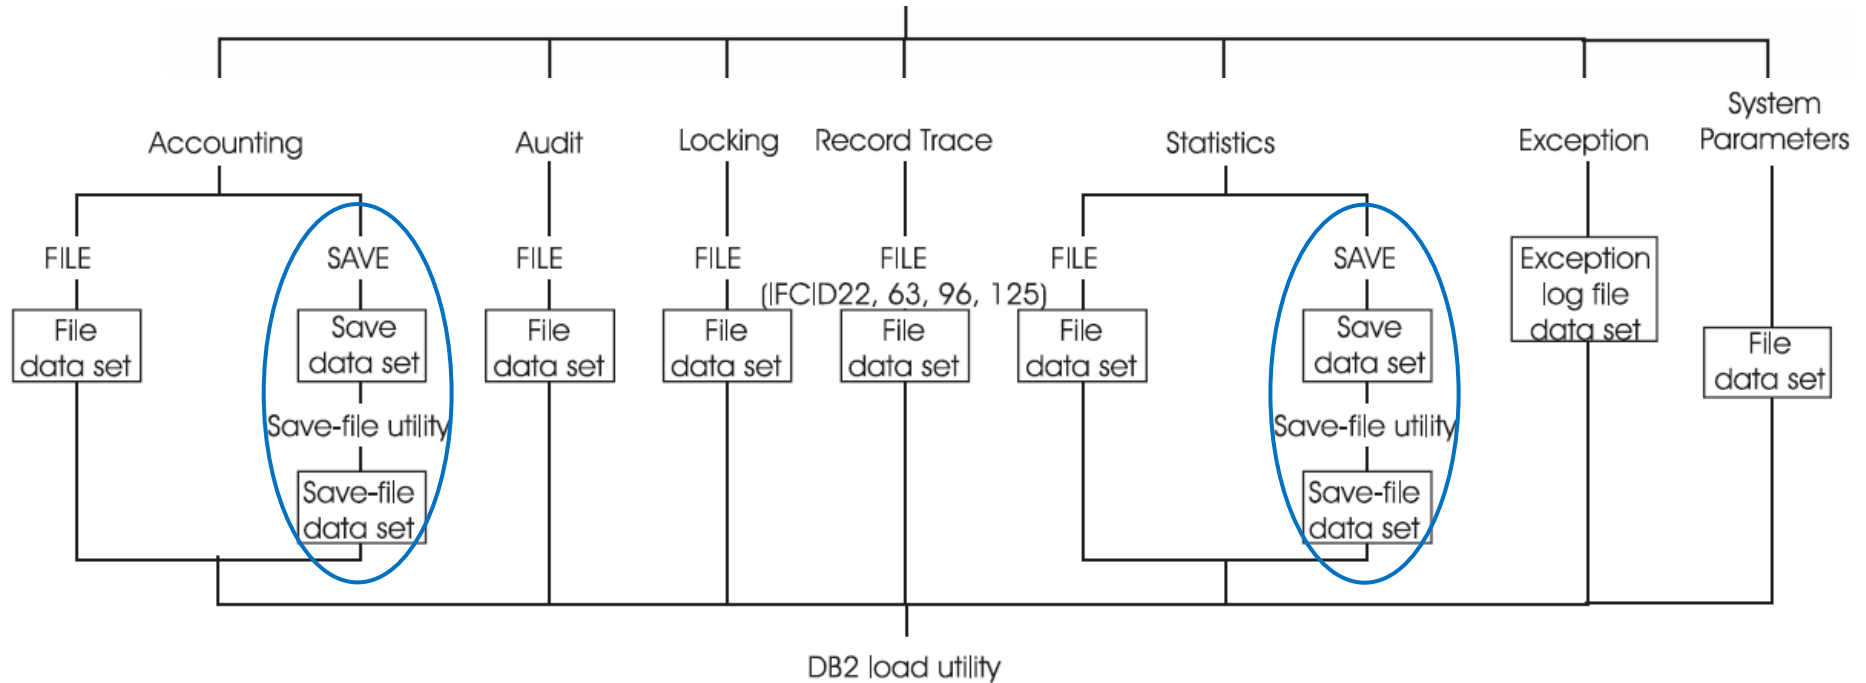 System
Parameters
Accounting
Audit
Locking
Record Trace
Statistics
Exception
FILE
SAVE
FILE
FILE
FILE
(IFCID22, 63, 96, 125)
FILE
SAVE
Exception
log file
data set
File
data set
Save
data set
File
data set
File
data set
File
data set
File
data set
Save
data set
File
data set
Save-file utility
Save-file utility
Save-file
data set
Save-file
data set
DB2 load utility